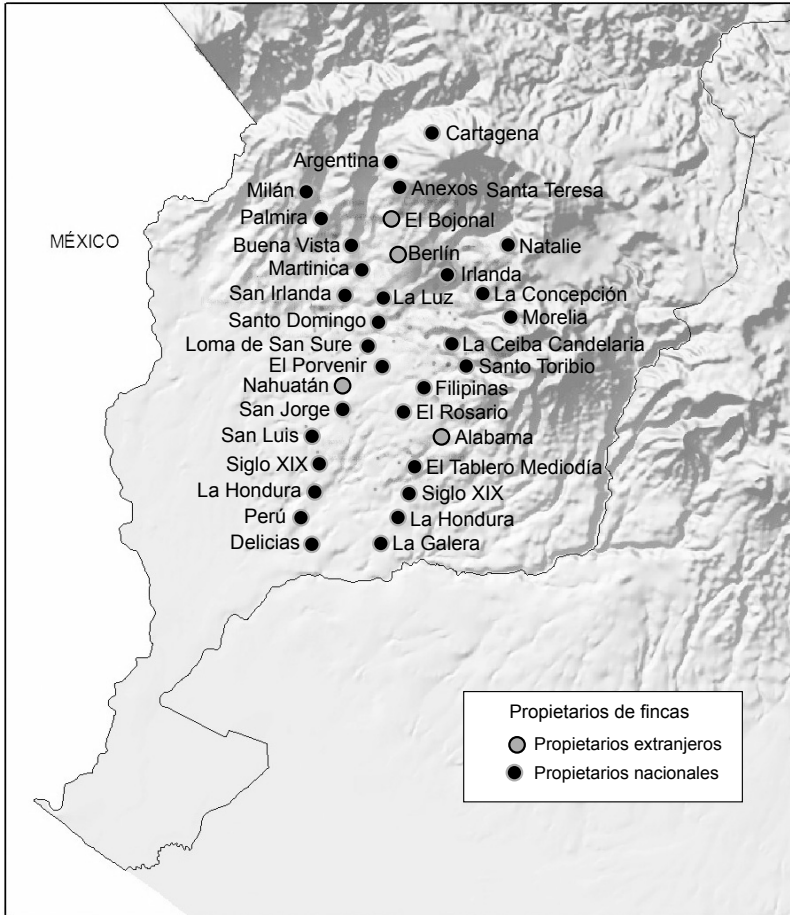 Cartagena
Argentina
Milán
Anexos Santa Teresa
Palmira
El Bojonal
MÉXICO
Buena Vista
Berlín
Natalie
Martinica
Irlanda
San Irlanda
La Luz
La Concepción
Santo Domingo
Morelia
Loma de San Sure
La Ceiba Candelaria
El Porvenir
Santo Toribio
Nahuatán
Filipinas
San Jorge
El Rosario
San Luis
Alabama
Siglo XIX
El Tablero Mediodía
La Hondura
Siglo XIX
Perú
La Hondura
Delicias
La Galera
Propietarios de fincas
Propietarios extranjeros
Propietarios nacionales